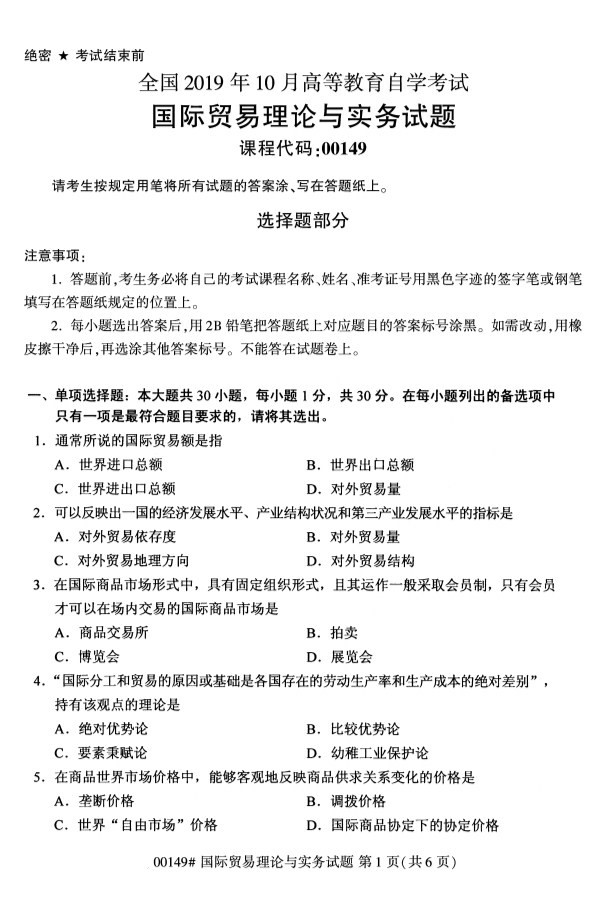 绝密 ★ 考试结束前
全国 2019 年 10 月高等教育自学考试
国际贸易理论与实务试题
课程代码:00149
请考生按规定用笔将所有试题的答案涂、写在答题纸上。
选择题部分
注意事项:
1. 答题前,考生务必将自己的考试课程名称、姓名、准考证号用黑色字迹的签字笔或钢笔
填写在答题纸规定的位置上。
2. 每小题选出答案后,用 2B 铅笔把答题纸上对应题目的答案标号涂黑。如需改动,用橡
皮擦干净后,再选涂其他答案标号。不能答在试题卷上。
一、单项选择题：本大题共 30 小题，每小题 1 分，共 30 分。在每小题列出的备选项中
只有一项是最符合题目要求的，请将其选出。
1．通常所说的国际贸易额是指
A．世界进口总额 B．世界出口总额
C．世界进出口总额 D．对外贸易量
2．可以反映出一国的经济发展水平、产业结构状况和第三产业发展水平的指标是
A．对外贸易依存度 B．对外贸易量
C．对外贸易地理方向 D．对外贸易结构
3．在国际商品市场形式中，具有固定组织形式，且其运作一般采取会员制，只有会员
才可以在场内交易的国际商品市场是
A．商品交易所 B．拍卖
C．博览会 D．展览会
4．“国际分工和贸易的原因或基础是各国存在的劳动生产率和生产成本的绝对差别”，
持有该观点的理论是
A．绝对优势论 B．比较优势论
C．要素秉赋论 D．幼稚工业保护论
5．在商品世界市场价格中，能够客观地反映商品供求关系变化的价格是
A．垄断价格 B．调拨价格
C．世界“自由市场”价格 D．国际商品协定下的协定价格
00149# 国际贸易理论与实务试题 第 1 页(共 6 页)